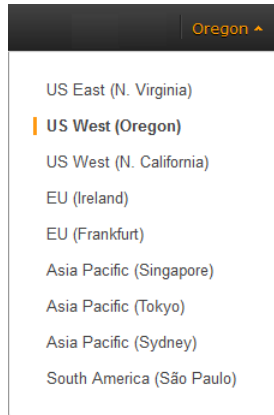 Oregon
US East (N. Virginia)
US West (Oregon)
US West (N. California)
EU (Ireland)
EU (Frankfurt)
Asia Pacific (Singapore)
Asia Pacific (Tokyo)
Asia Pacific (Sydney)
South America (São Paulo)